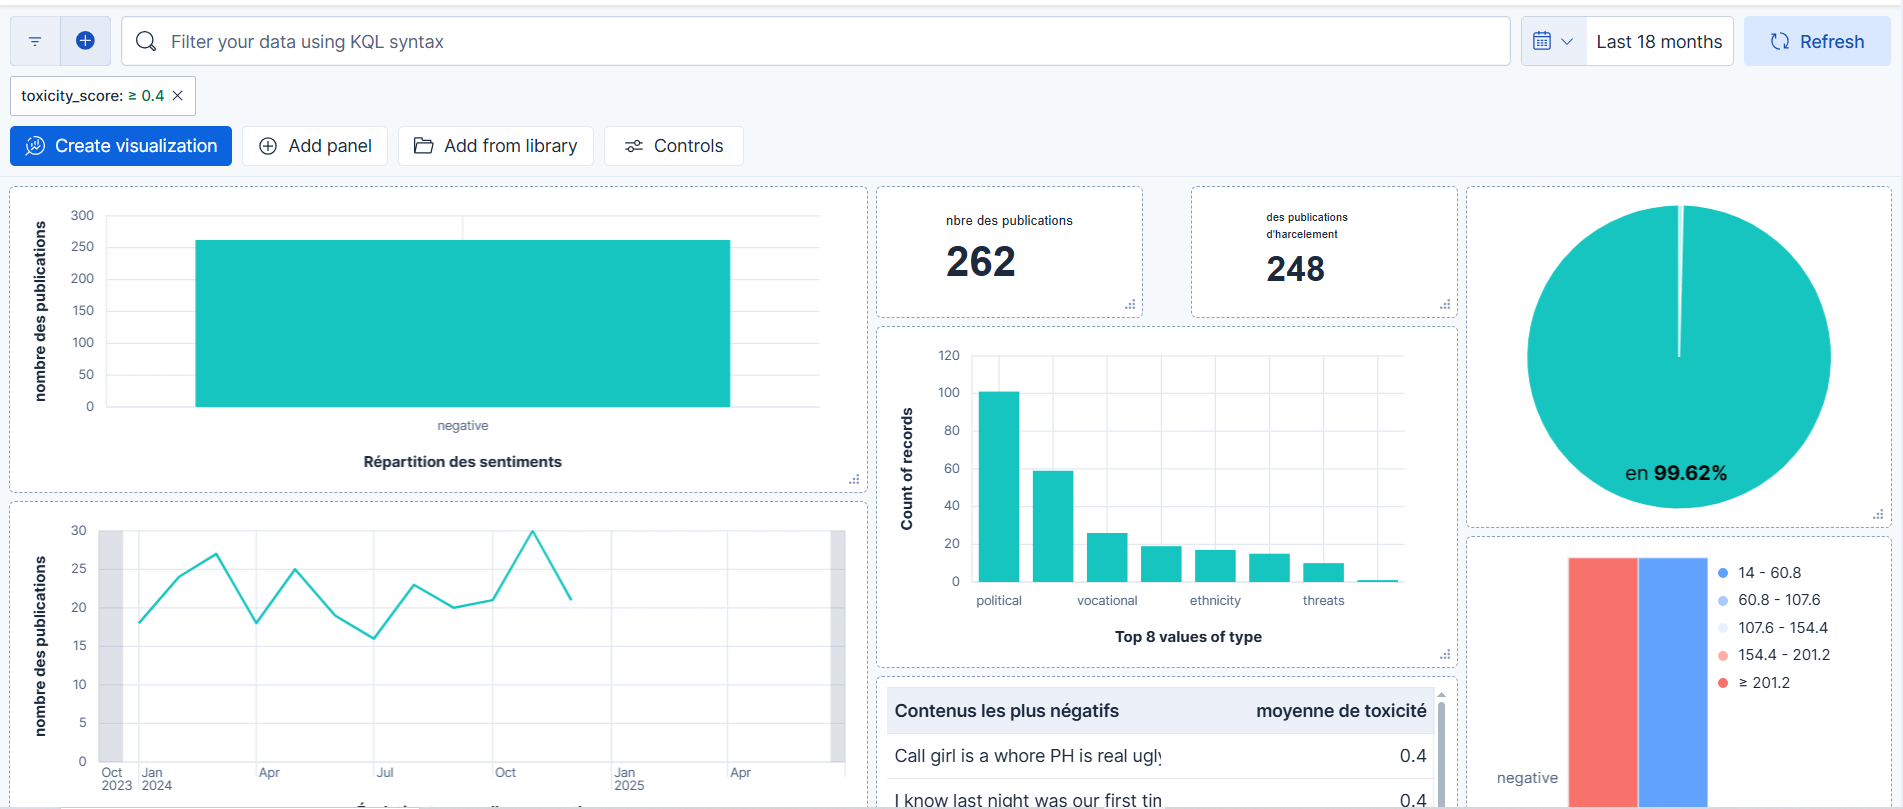 Filter your data using KQL syntax
Last 18 months
Refresh
toxicity_score: ≥ 0.4
Create visualization
Add panel
Add from library
Controls
nombre des publications
300
250
200
150
100
50
0
negative
Répartition des sentiments
nbre des publications
262
des publications
d'harcelement
248
en 99.62%
Count of records
120
100
80
60
40
20
0
political
vocational
ethnicity
threats
Top 8 values of type
nombre des publications
30
25
20
15
10
5
0
Oct
2023
Jan
2024
Apr
Jul
Oct
Jan
2025
Apr
Contenus les plus négatifs
moyenne de toxicité
Call girl is a whore PH is real ugly
0.4
I know last night was our first tin
0.4
14 - 60.8
60.8 - 107.6
107.6 - 154.4
154.4 - 201.2
≥ 201.2
negative